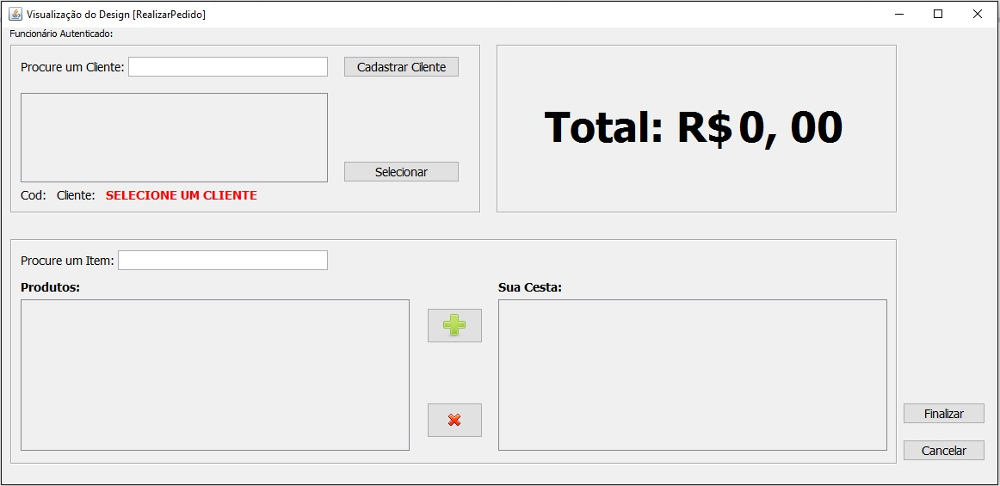 Visualização do Design [RealizarPedido]
Funcionário Autenticado:
Procure um Cliente:
Cadastrar Cilente
Selecionar
Cod: Cliente: SELECIONE UM CLIENTE
Total: R$ 0, 00
Procure um Item:
Produtos:
Sua Cesta:
Finalizar
Cancelar